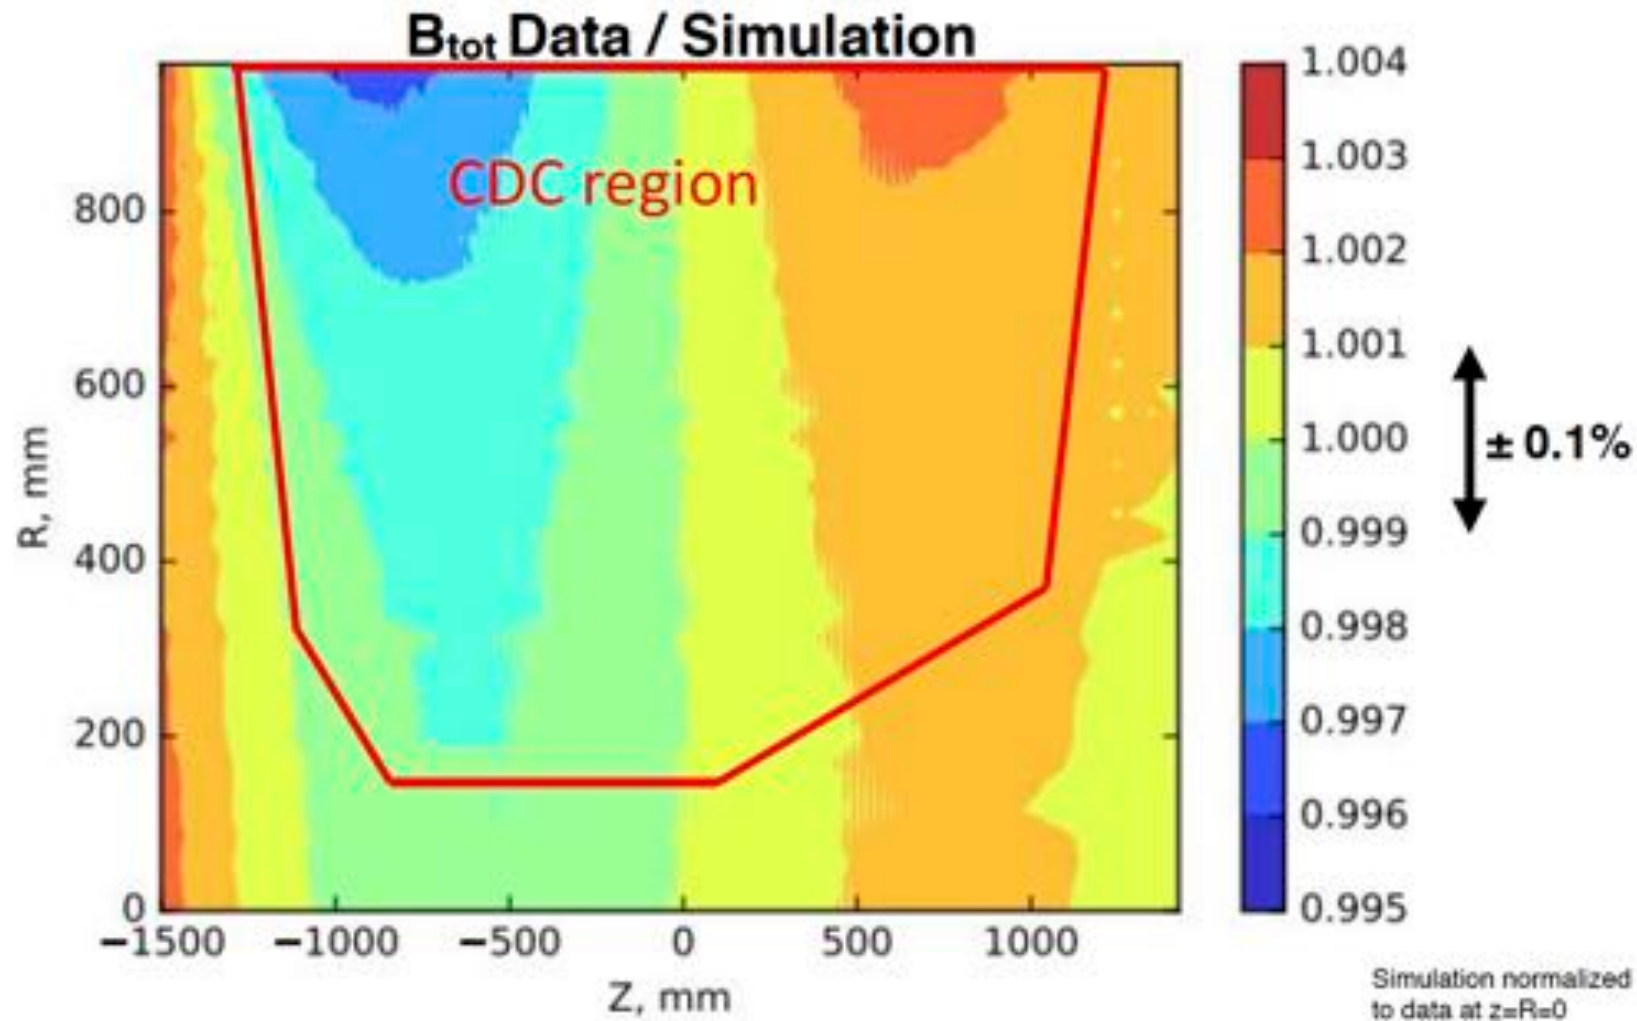 Btot Data / Simulation
CDC region
800
600
400
200
0
R, mm
−1500 −1000 −500 0 500 1000
Z, mm
1.004
1.003
1.002
1.001
1.000
0.999
0.998
0.997
0.996
0.995
± 0.1%
Simulation normalized
to data at z=R=0